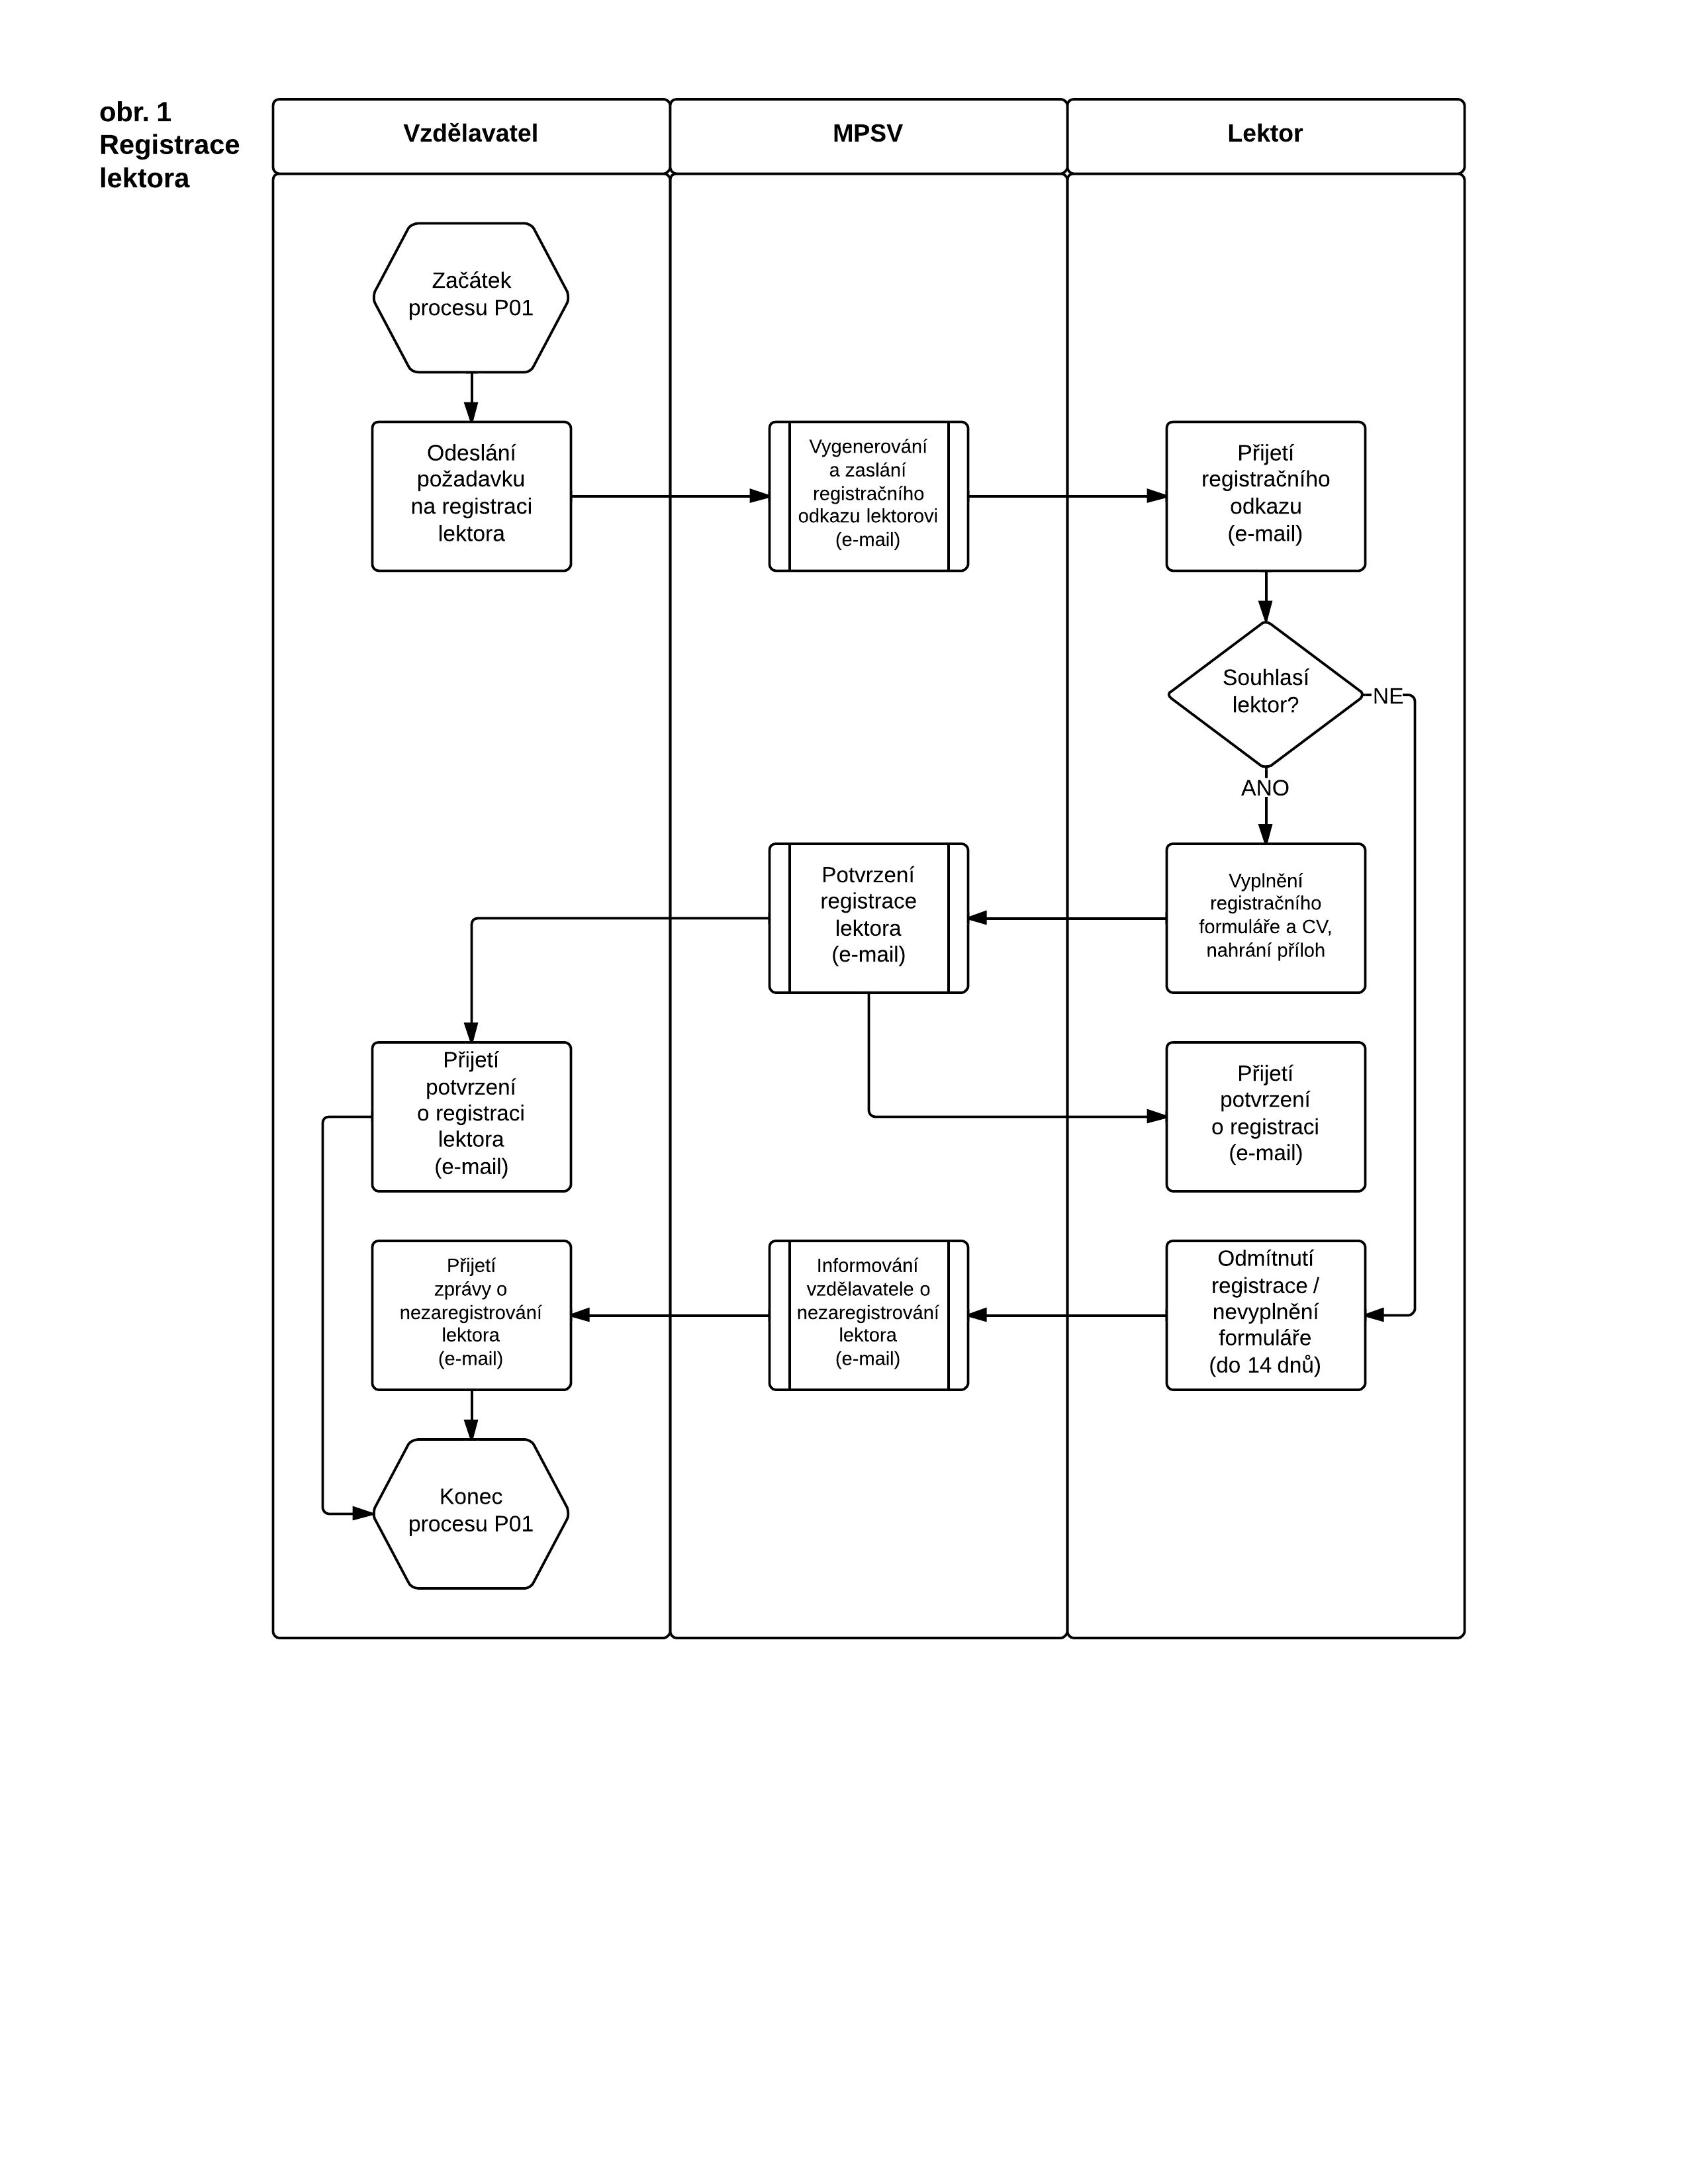 obr. 1
Registrace
lektora
Vzdělavatel
MPSV
Lektor
Začátek
procesu P01
Odeslání
požadavku
na registraci
lektora
Vygenerování
a zaslání
registračního
odkazu lektorovi
(e-mail)
Přijetí
registračního
odkazu
(e-mail)
Souhlasí
lektor?
NE
ANO
Potvrzení
registrace
lektora
(e-mail)
Vyplnění
registračního
formuláře a CV,
nahrání příloh
Přijetí
potvrzení
o registraci
lektora
(e-mail)
Přijetí
potvrzení
o registraci
(e-mail)
Přijetí
zprávy o
nezaregistrování
lektora
(e-mail)
Informování
vzdělavatele o
nezaregistrování
lektora
(e-mail)
Odmítnutí
registrace /
nevyplnění
formuláře
(do 14 dnů)
Konec
procesu P01